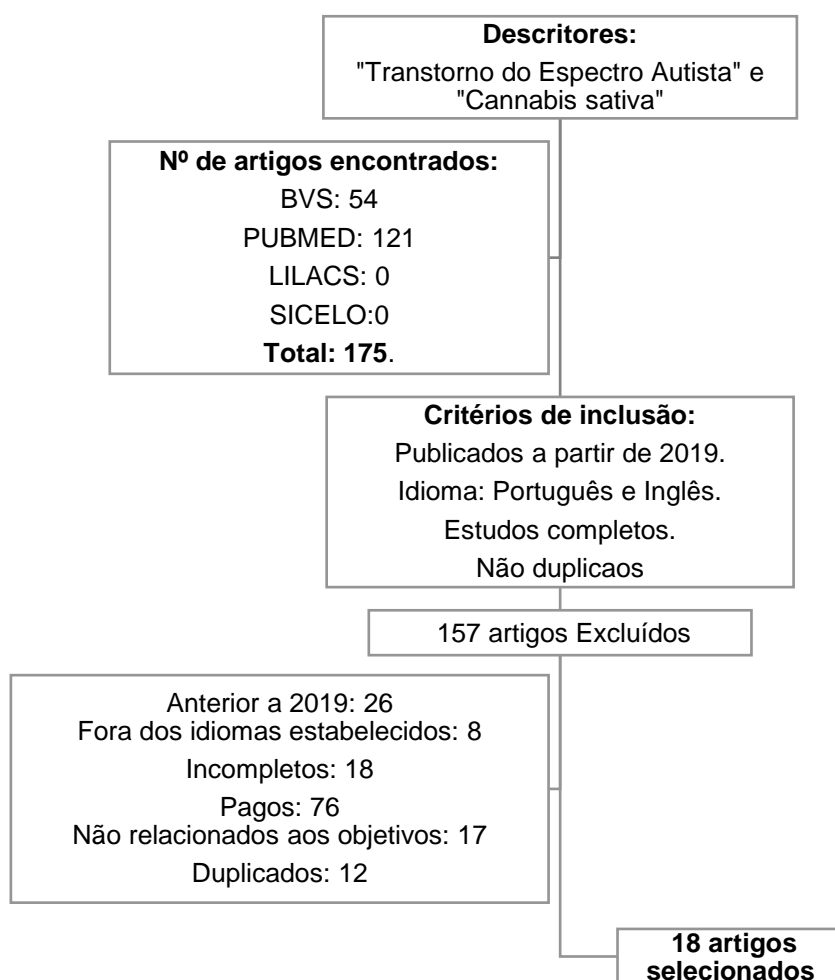 Descritores:
"Transtorno do Espectro Autista" e
"Cannabis sativa"
Nº de artigos encontrados:
BVS: 54
PUBMED: 121
LILACS: 0
SICELO:0
Total: 175.
Critérios de inclusão:
Publicados a partir de 2019.
Idioma: Português e Inglês.
Estudos completos.
Não duplicaos
157 artigos Excluídos
Anterior a 2019: 26
Fora dos idiomas estabelecidos: 8
Incompletos: 18
Pagos: 76
Não relacionados aos objetivos: 17
Duplicados: 12
18 artigos
selecionados